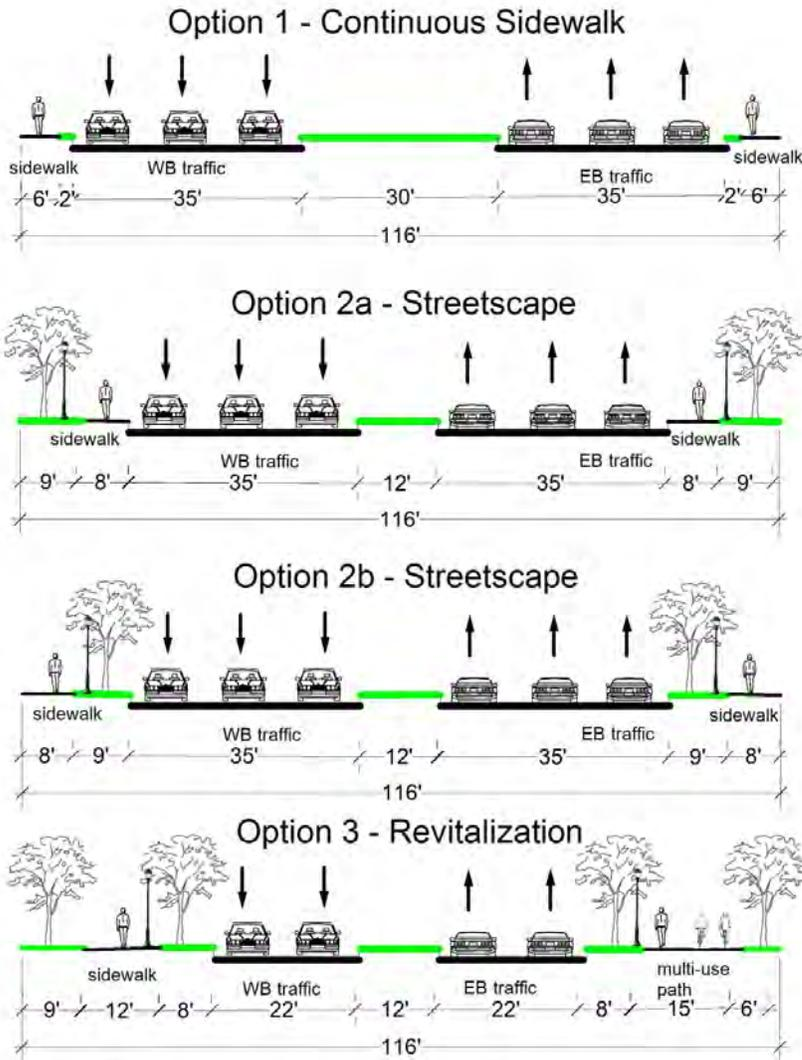 Option 1 - Continuous Sidewalk
sidewalk WB traffic EB traffic sidewalk
6' 2' 35' 30' 35' 2' 6'
116'
Option 2a - Streetscape
sidewalk WB traffic EB traffic sidewalk
9' 8' 35' 12' 35' 8' 9'
116'
Option 2b - Streetscape
sidewalk WB traffic EB traffic sidewalk
8' 9' 35' 12' 35' 9' 8'
116'
Option 3 - Revitalization
sidewalk WB traffic EB traffic multi-use
path
9' 12' 8' 22' 12' 22' 8' 15' 6'
116'